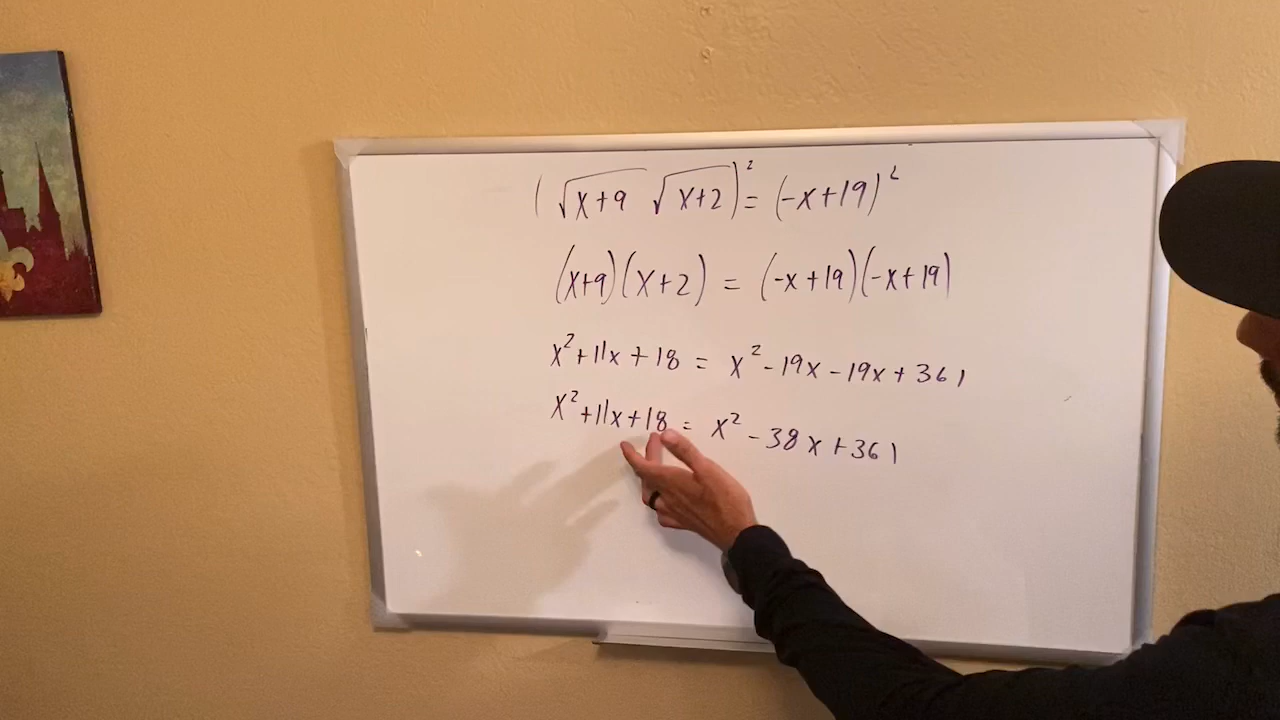 (√x+9 √x+2)² = (-x+19)²
(x+9)(x+2) = (-x+19)(-x+19)
x²+11x+18 = x²-19x-19x+361
x²+11x+18 = x²-38x+361